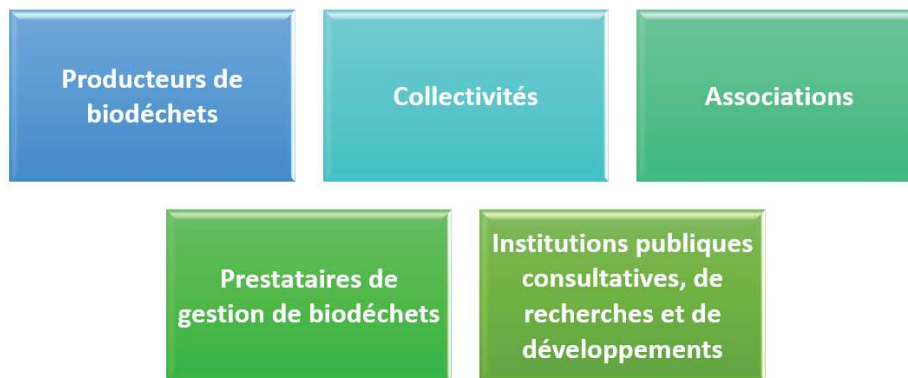 Producteurs de
biodéchets
Collectivités
Associations
Prestataires de
gestion de biodéchets
Institutions publiques
consultatives, de
recherches et de
développements